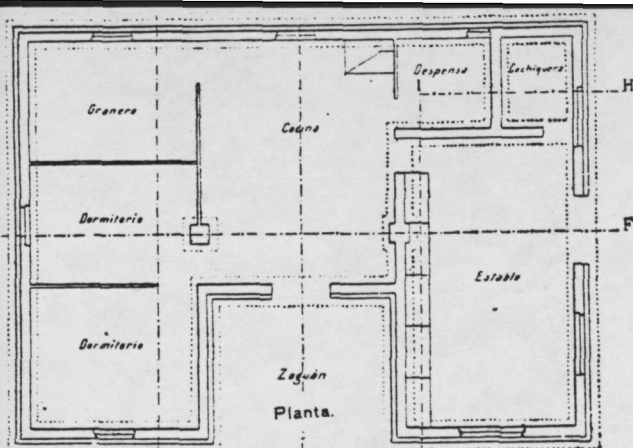 Despensa
Cochiquera
H
Granero
Cocina
Dormitorio
F
Establo
Dormitorio
Zaguán
Planta.